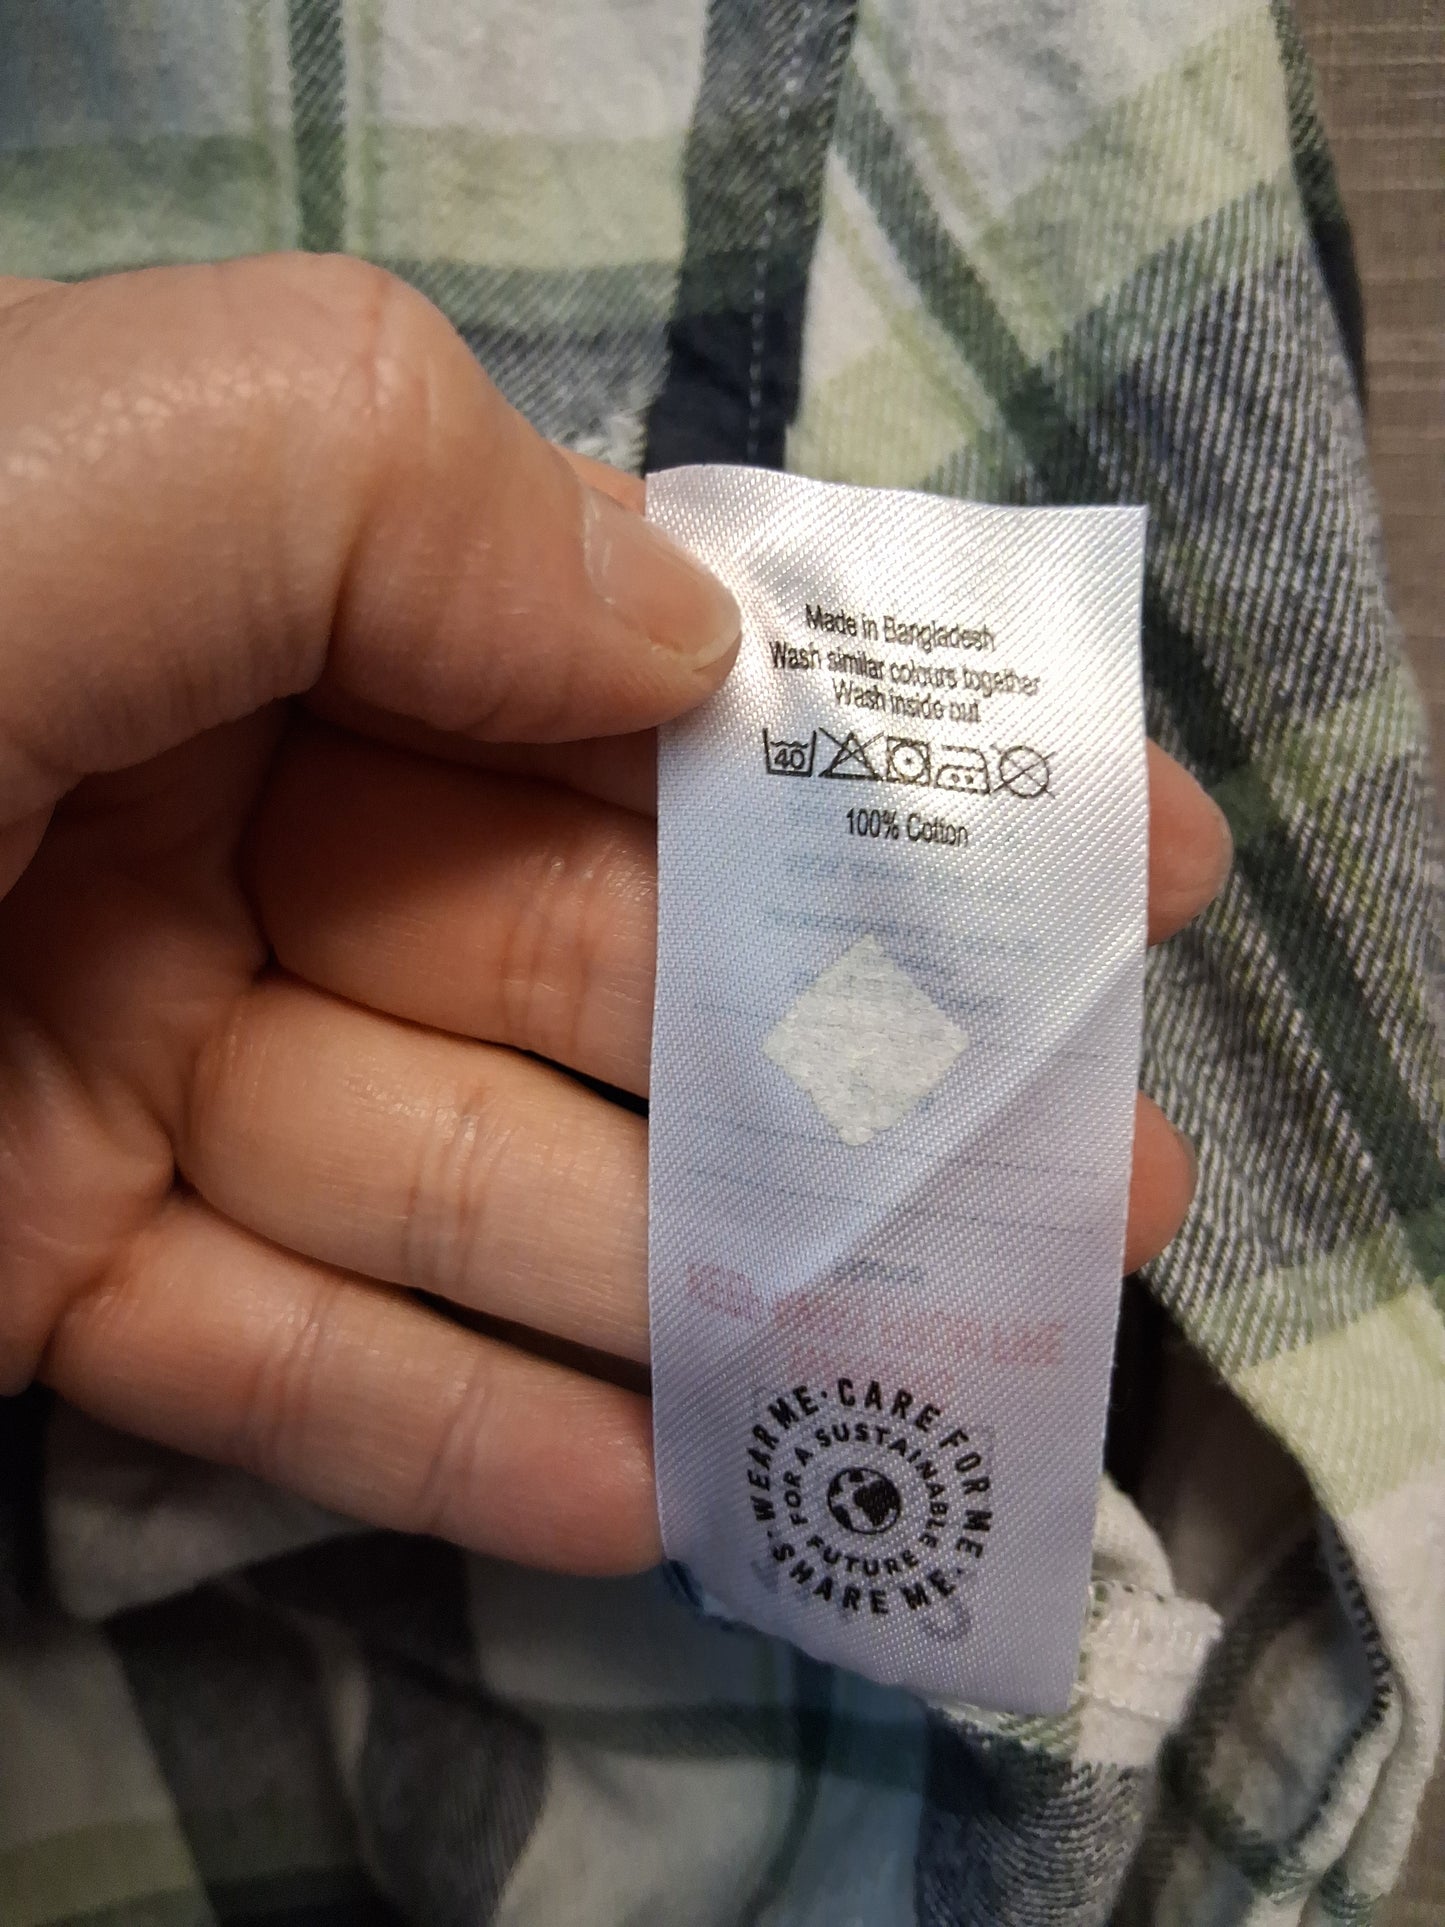 Made in Bangladesh
Wash similar colours together
Wash inside out
40
100% Cotton
WEAR ME · CARE FOR ME · SHARE ME ·
FOR A SUSTAINABLE FUTURE